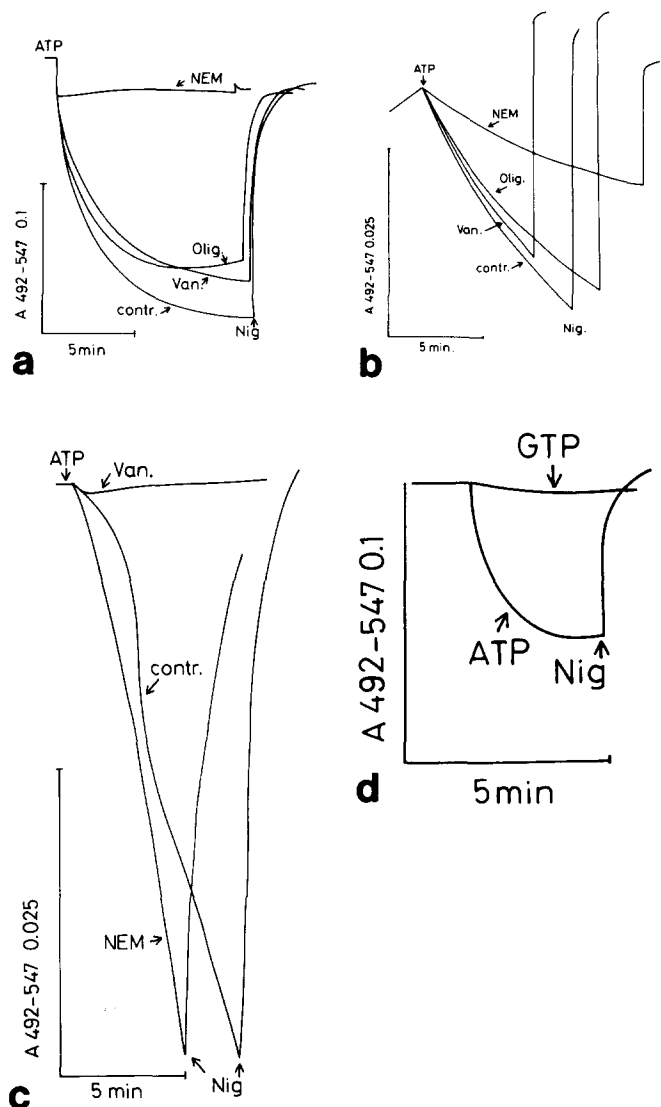 ATP
NEM
Olig.
Van.
contr.
Nig
A 492-547 0.1
5min
a
ATP
NEM
Olig.
Van.
contr.
Nig.
A 492-547 0.025
5 min.
b
ATP
Van.
contr.
NEM
Nig
A 492-547 0.025
5 min
c
GTP
ATP
Nig
A 492-547 0.1
5min
d